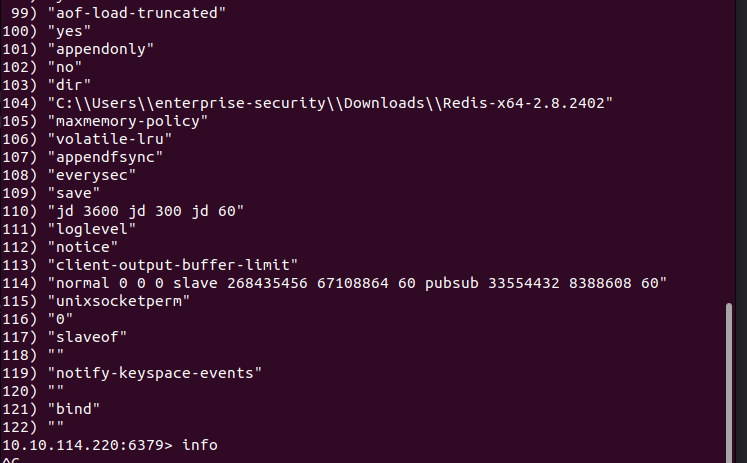 99) "aof-load-truncated"
100) "yes"
101) "appendonly"
102) "no"
103) "dir"
104) "C:\\Users\\enterprise-security\\Downloads\\Redis-x64-2.8.2402"
105) "maxmemory-policy"
106) "volatile-lru"
107) "appendfsync"
108) "everysec"
109) "save"
110) "jd 3600 jd 300 jd 60"
111) "loglevel"
112) "notice"
113) "client-output-buffer-limit"
114) "normal 0 0 0 slave 268435456 67108864 60 pubsub 33554432 8388608 60"
115) "unixsocketperm"
116) "0"
117) "slaveof"
118) ""
119) "notify-keyspace-events"
120) ""
121) "bind"
122) ""
10.10.114.220:6379> info
^C